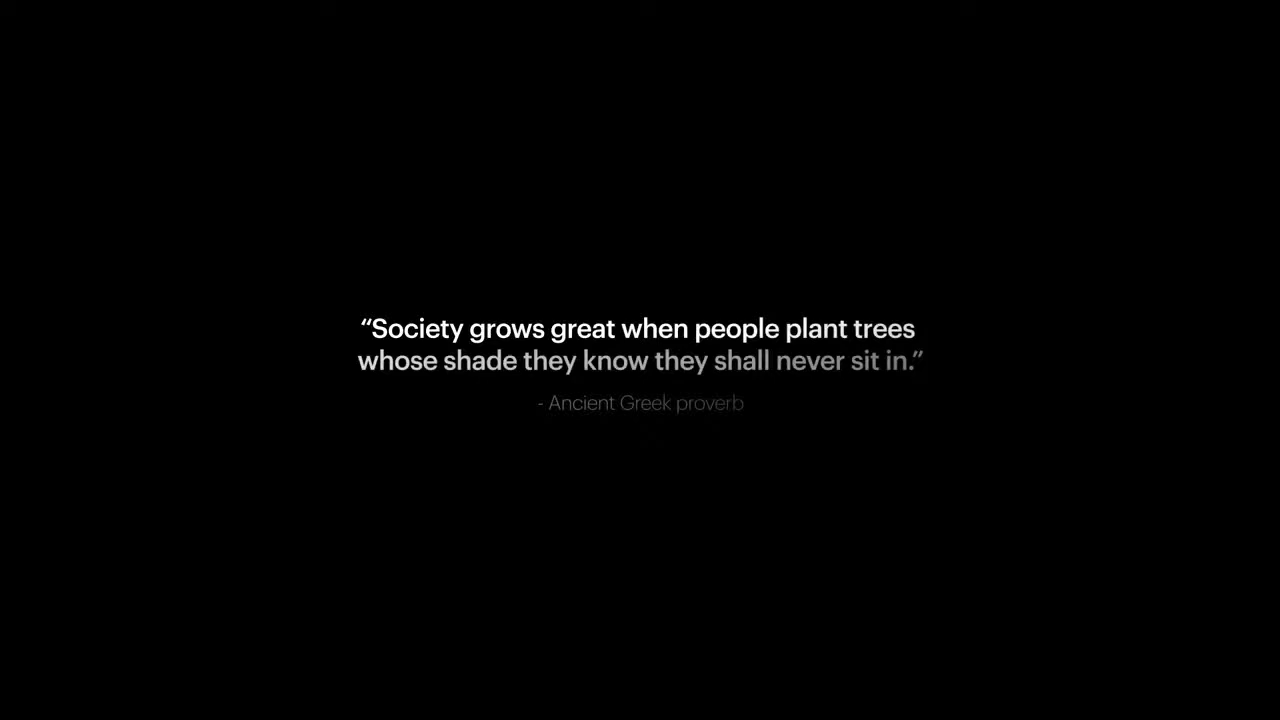 “Society grows great when people plant trees
whose shade they know they shall never sit in.”
- Ancient Greek proverb